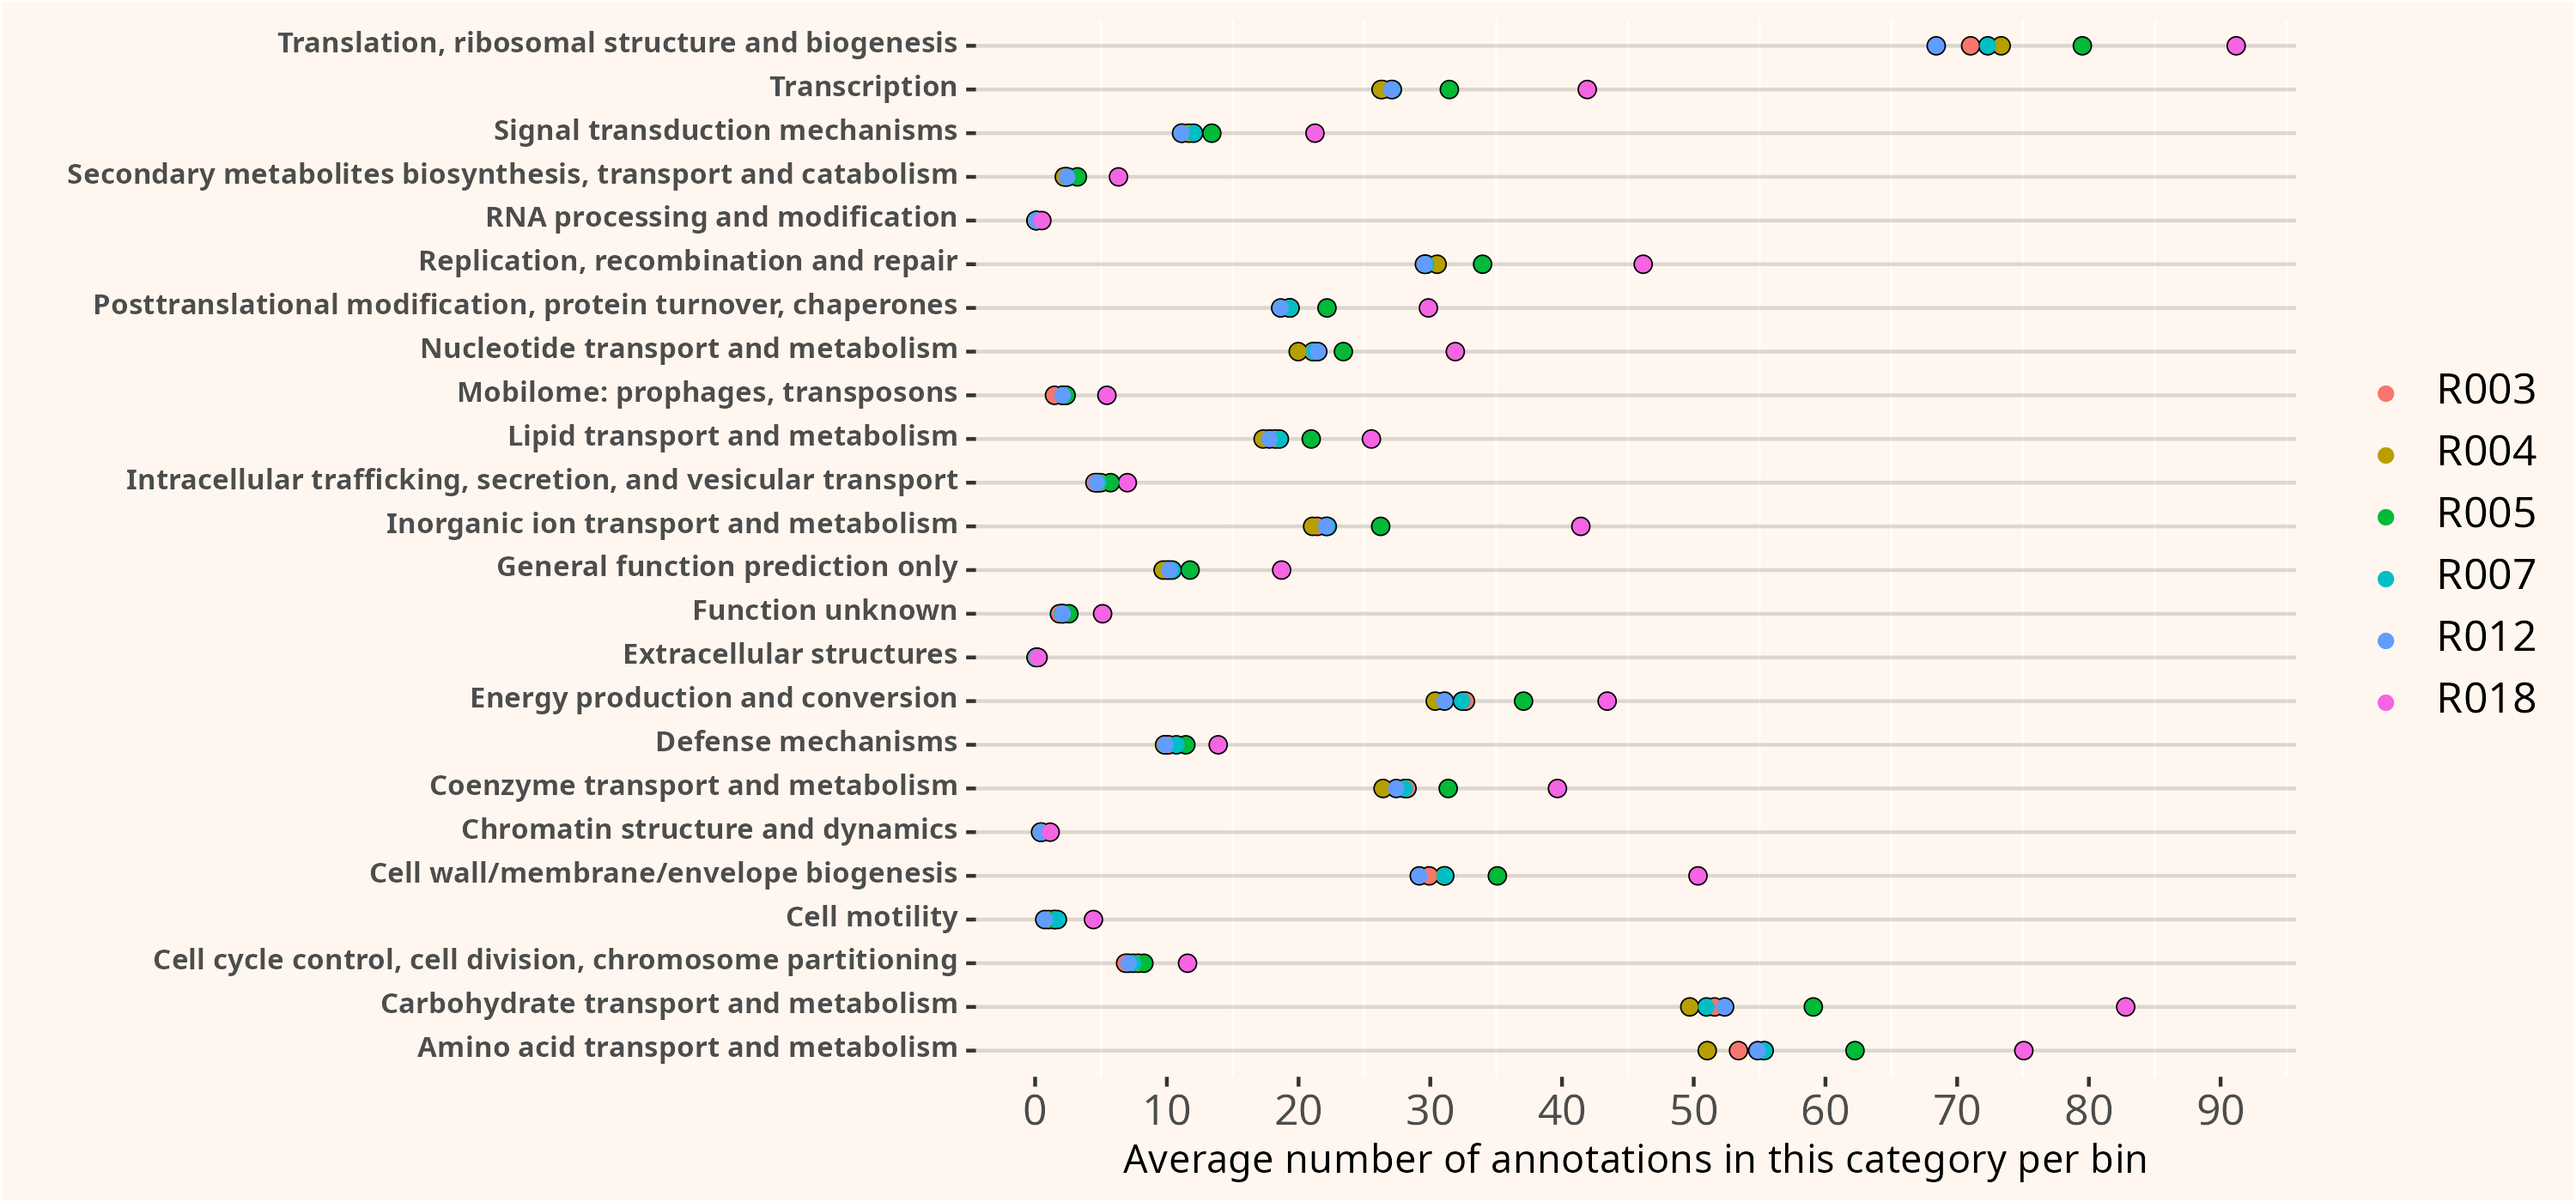 Translation, ribosomal structure and biogenesis
Transcription
Signal transduction mechanisms
Secondary metabolites biosynthesis, transport and catabolism
RNA processing and modification
Replication, recombination and repair
Posttranslational modification, protein turnover, chaperones
Nucleotide transport and metabolism
Mobilome: prophages, transposons
Lipid transport and metabolism
Intracellular trafficking, secretion, and vesicular transport
Inorganic ion transport and metabolism
General function prediction only
Function unknown
Extracellular structures
Energy production and conversion
Defense mechanisms
Coenzyme transport and metabolism
Chromatin structure and dynamics
Cell wall/membrane/envelope biogenesis
Cell motility
Cell cycle control, cell division, chromosome partitioning
Carbohydrate transport and metabolism
Amino acid transport and metabolism
0 10 20 30 40 50 60 70 80 90
Average number of annotations in this category per bin
R003
R004
R005
R007
R012
R018